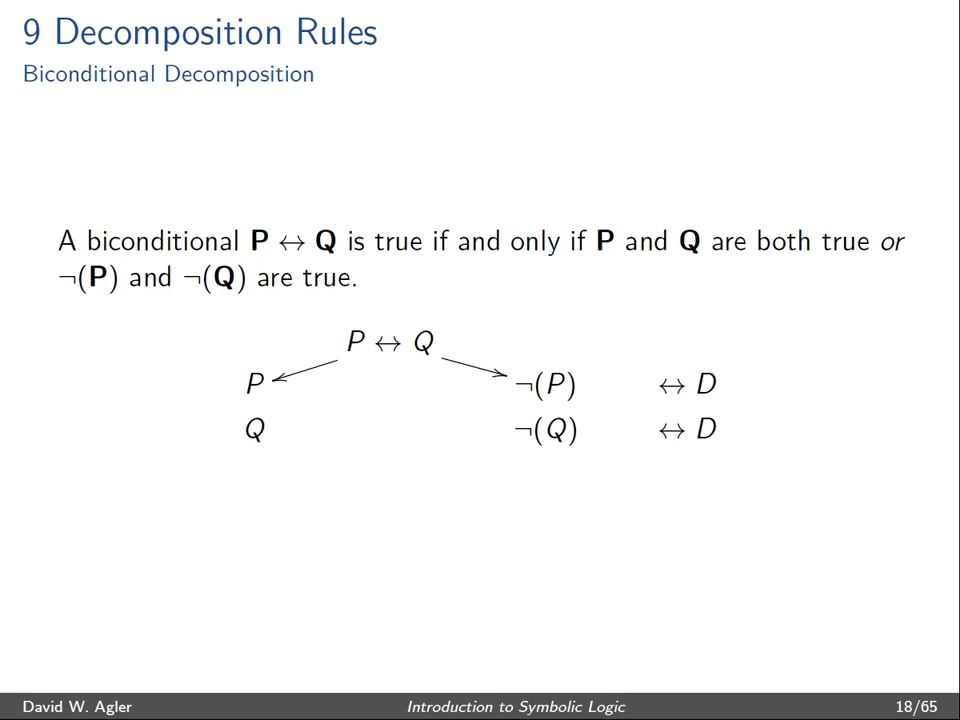 9 Decomposition Rules
Biconditional Decomposition
A biconditional P ↔ Q is true if and only if P and Q are both true or
¬(P) and ¬(Q) are true.
P ↔ Q
P ¬(P) ↔ D
Q ¬(Q) ↔ D
David W. Agler Introduction to Symbolic Logic 18/65